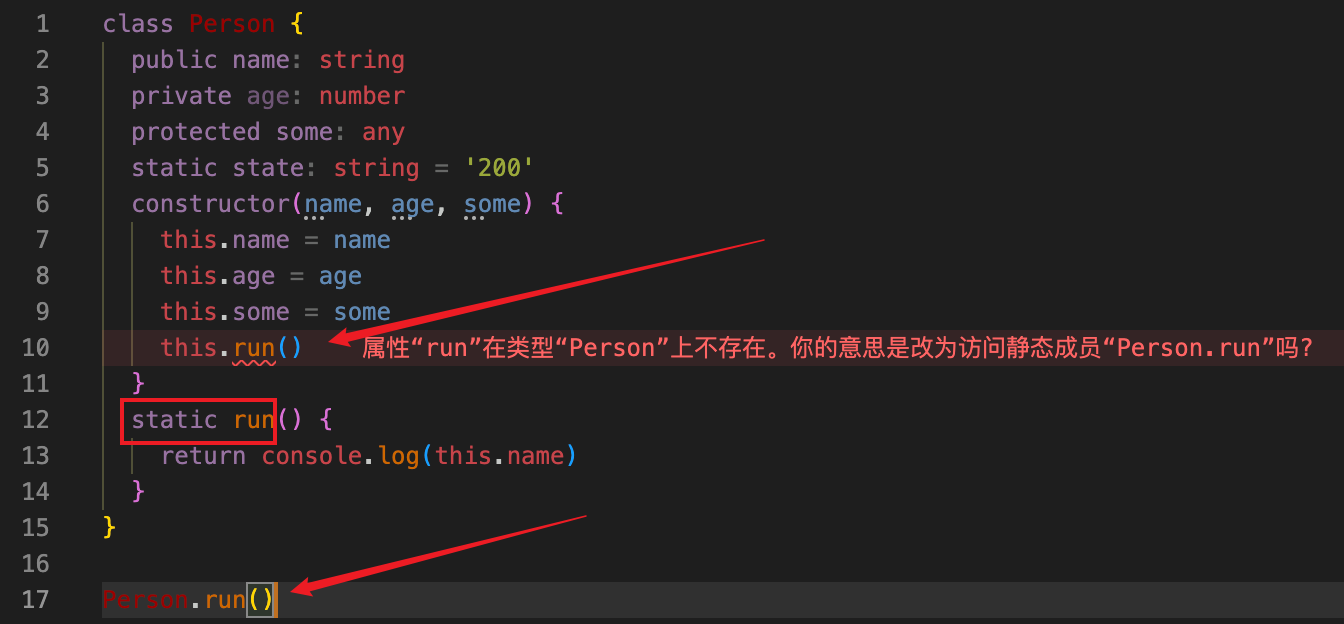 1 class Person {
2 public name: string
3 private age: number
4 protected some: any
5 static state: string = '200'
6 constructor(name, age, some) {
7 this.name = name
8 this.age = age
9 this.some = some
10 this.run() 属性“run”在类型“Person”上不存在。你的意思是改为访问静态成员“Person.run”吗?
11 }
12 static run() {
13 return console.log(this.name)
14 }
15 }
16
17 Person.run()